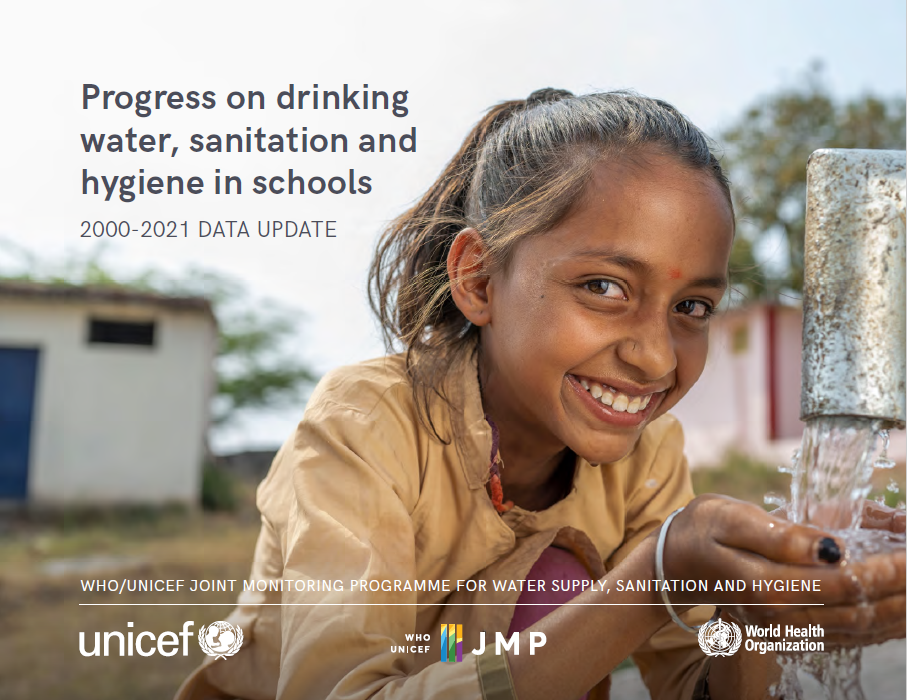 Progress on drinking
water, sanitation and
hygiene in schools
2000-2021 DATA UPDATE
WHO/UNICEF JOINT MONITORING PROGRAMME FOR WATER SUPPLY, SANITATION AND HYGIENE
unicef
WHO
UNICEF
JMP
World Health
Organization